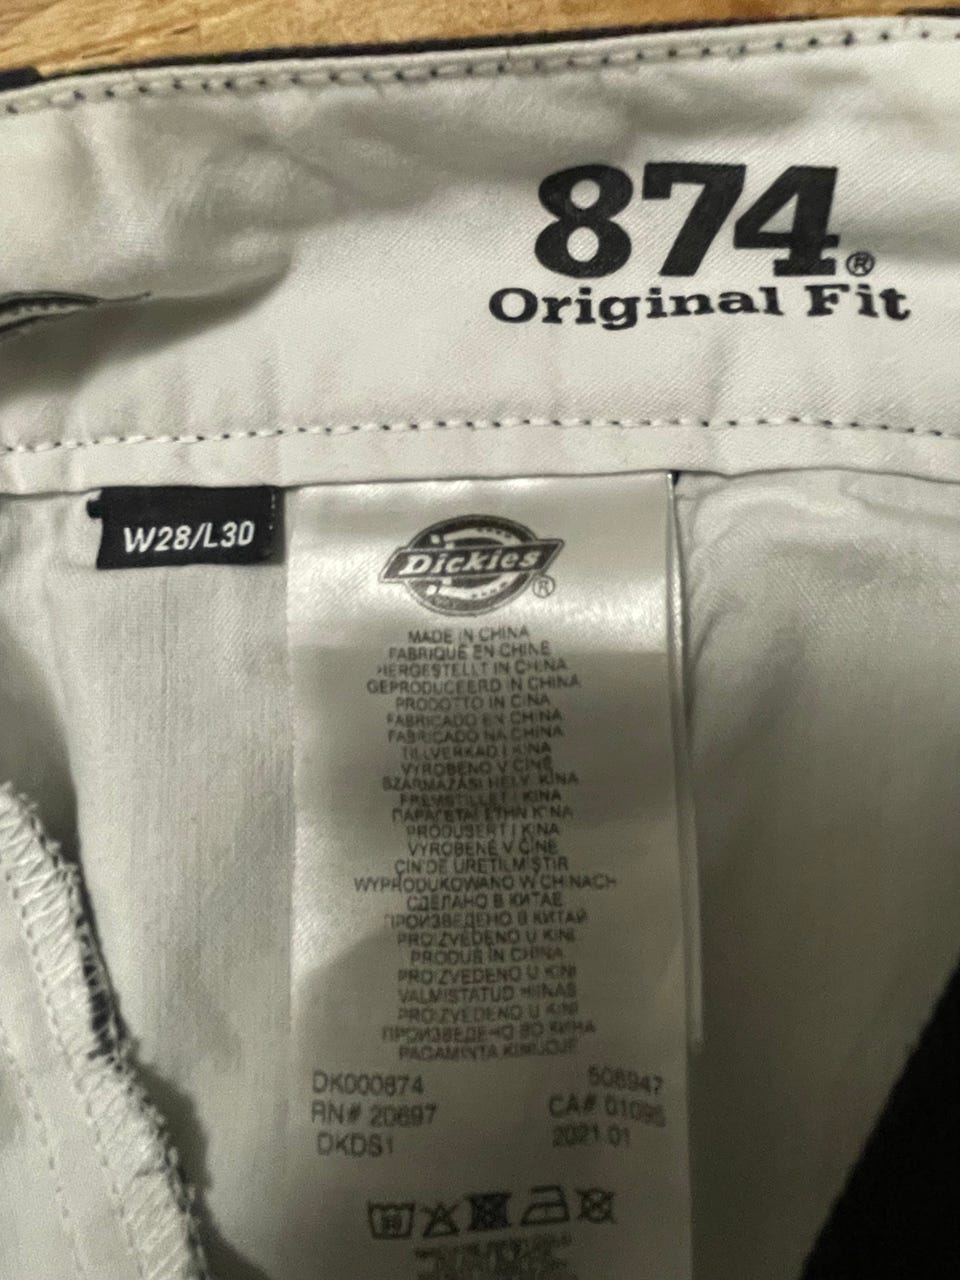 874®
Original Fit
W28/L30
Dickies®
MADE IN CHINA
FABRIQUÉ EN CHINE
HERGESTELLT IN CHINA
GEPRODUCEERD IN CHINA
PRODOTTO IN CINA
FABRICADO EN CHINA
FABRICADO NA CHINA
TILLVERKAD I KINA
VYROBENO V ČÍNĚ
SZÁRMAZÁSI HELY: KÍNA
FREMSTILLET I KINA
ΠΑΡΑΓΕΤΑΙ ΣΤΗΝ ΚΙΝΑ
PRODUSERT I KINA
VYROBENÉ V ČÍNE
ÇİN'DE ÜRETİLMİŞTİR
WYPRODUKOWANO W CHINACH
СДЕЛАНО В КИТАЕ
ПРОИЗВЕДЕНО В КИТАЙ
PROIZVEDENO U KINI
PRODUS ÎN CHINA
PROIZVEDENO U KINI
VALMISTATUD HIINAS
PROIZVEDENO U KINI
ПРОИЗВЕДЕНО ВО КИНА
PAGAMINTA KINIJOJE
DK000874 508947
RN# 20697 CA# 01095
DKDS1 2021.01